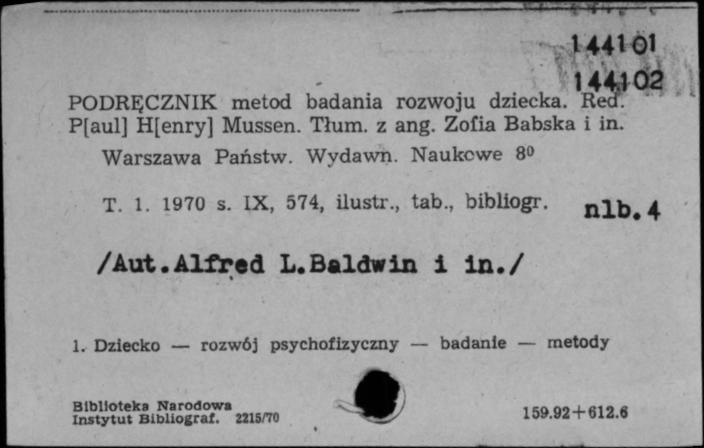 144101
144102
PODRĘCZNIK metod badania rozwoju dziecka. Red.
P[aul] H[enry] Mussen. Tłum. z ang. Zofia Babska i in.
Warszawa Państw. Wydawn. Naukowe 8⁰
T. 1. 1970 s. IX, 574, ilustr., tab., bibliogr. nlb.4
/Aut.Alfred L.Baldwin i in./
1. Dziecko — rozwój psychofizyczny — badanie — metody
Biblioteka Narodowa
Instytut Bibliograf. 2215/70 159.92+612.6